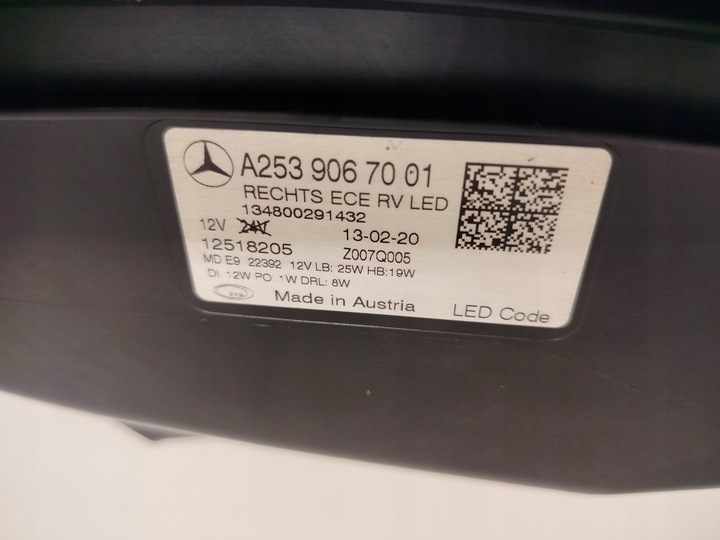 A253 906 70 01
RECHTS ECE RV LED
134800291432
12V 24V 13-02-20
12518205 Z007Q005
MD E9 22392 12V LB: 25W HB:19W
DI: 12W PO: 1W DRL: 8W
Made in Austria LED Code